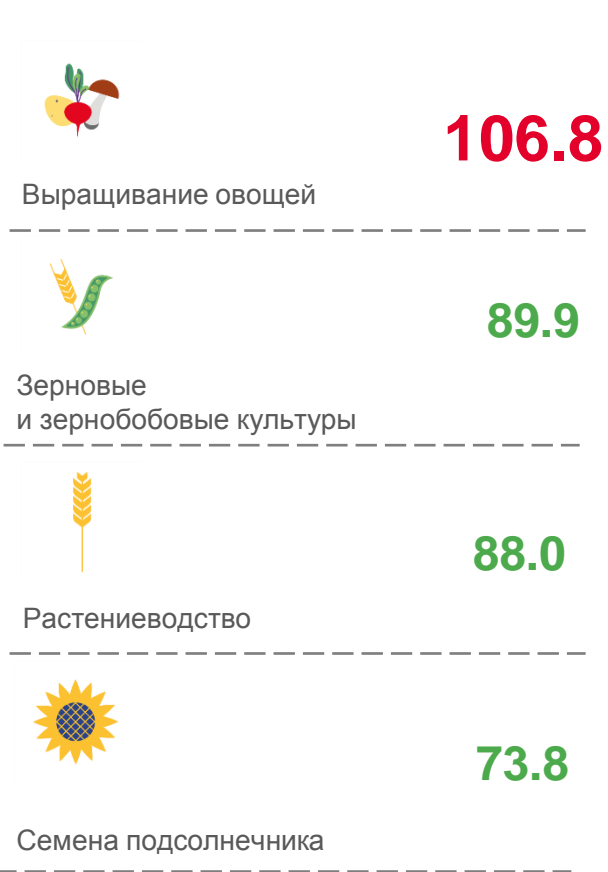 106.8
Выращивание овощей
89.9
Зерновые
и зернобобовые культуры
88.0
Растениеводство
73.8
Семена подсолнечника